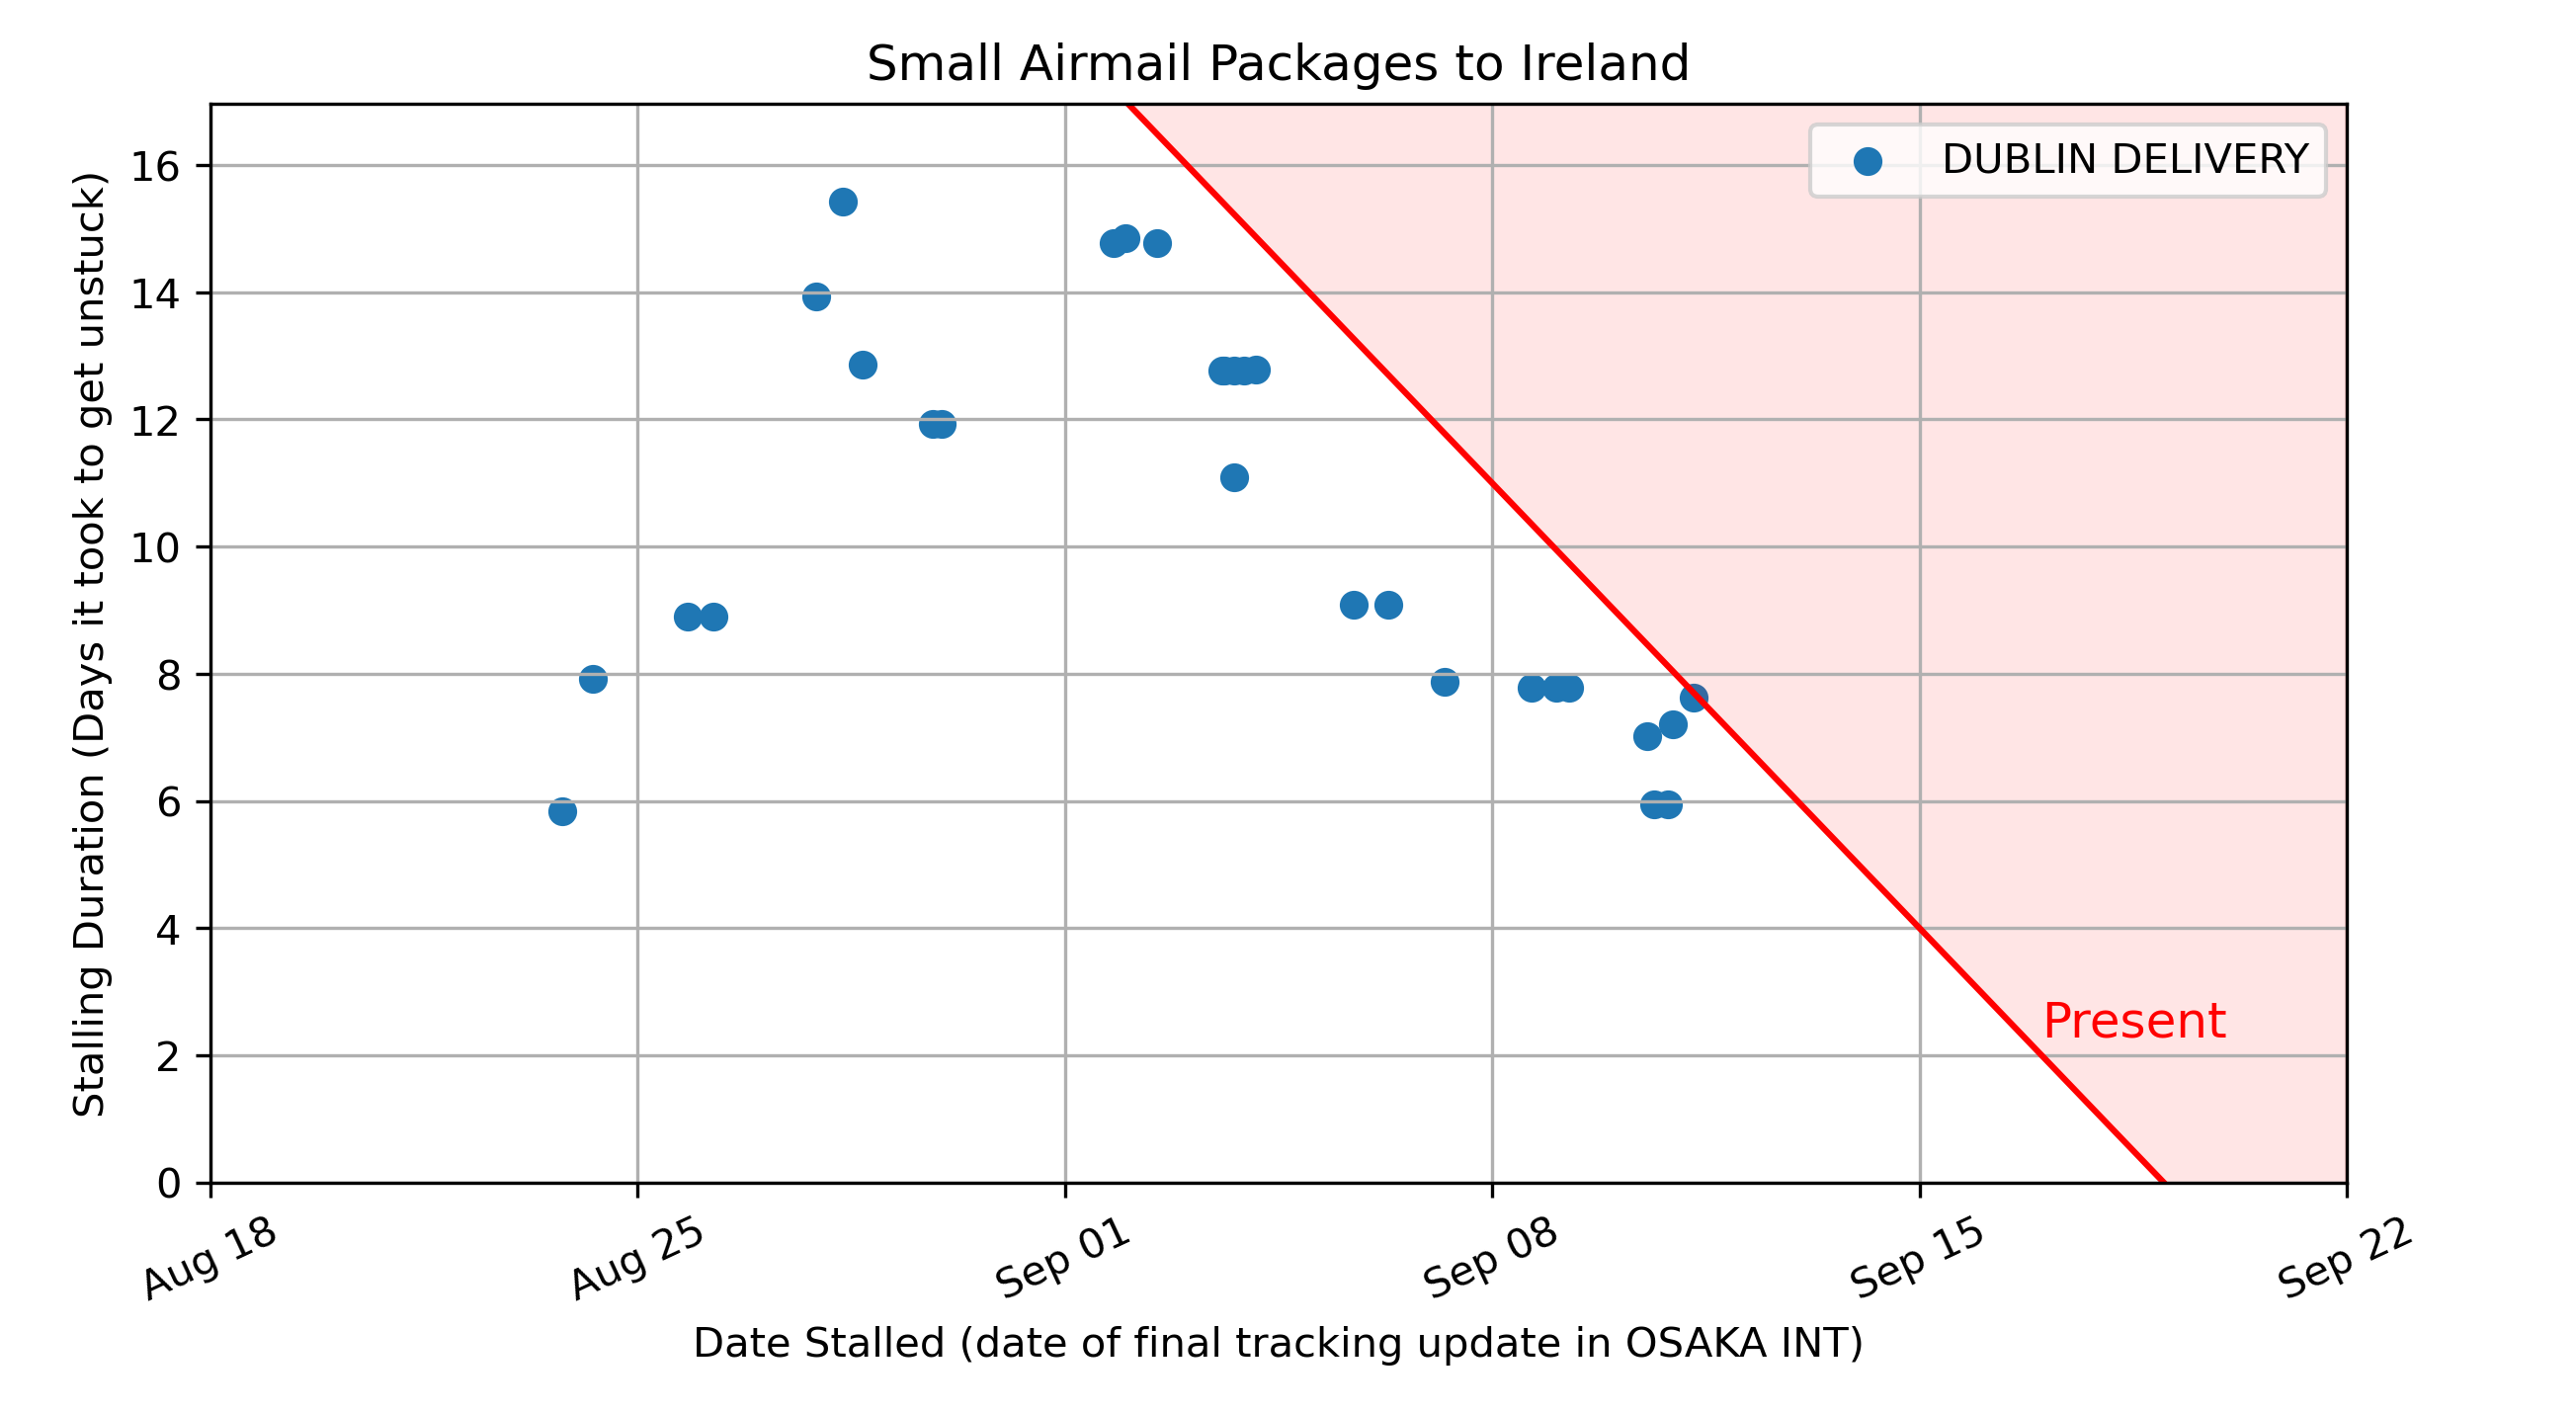 Small Airmail Packages to Ireland
DUBLIN DELIVERY
Stalling Duration (Days it took to get unstuck)
16
14
12
10
8
6
4
2
0
Present
Aug 18
Aug 25
Sep 01
Sep 08
Sep 15
Sep 22
Date Stalled (date of final tracking update in OSAKA INT)